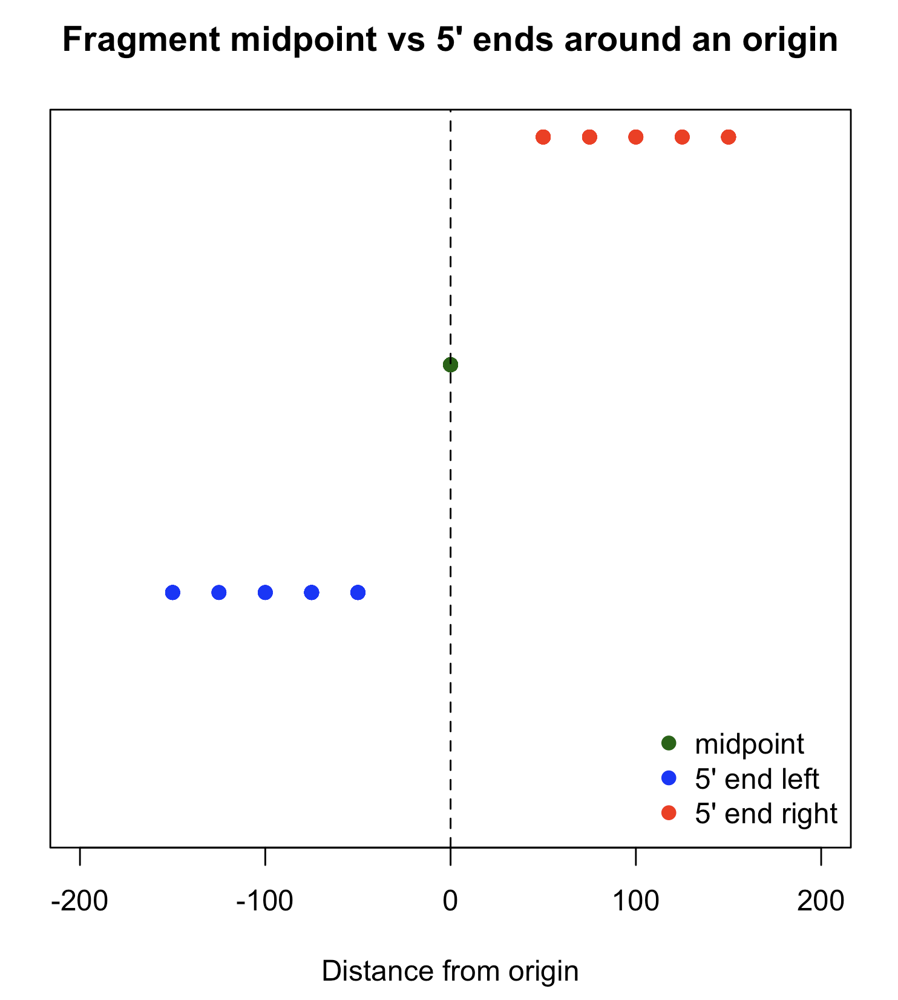 Fragment midpoint vs 5' ends around an origin
midpoint
5' end left
5' end right
-200 -100 0 100 200
Distance from origin